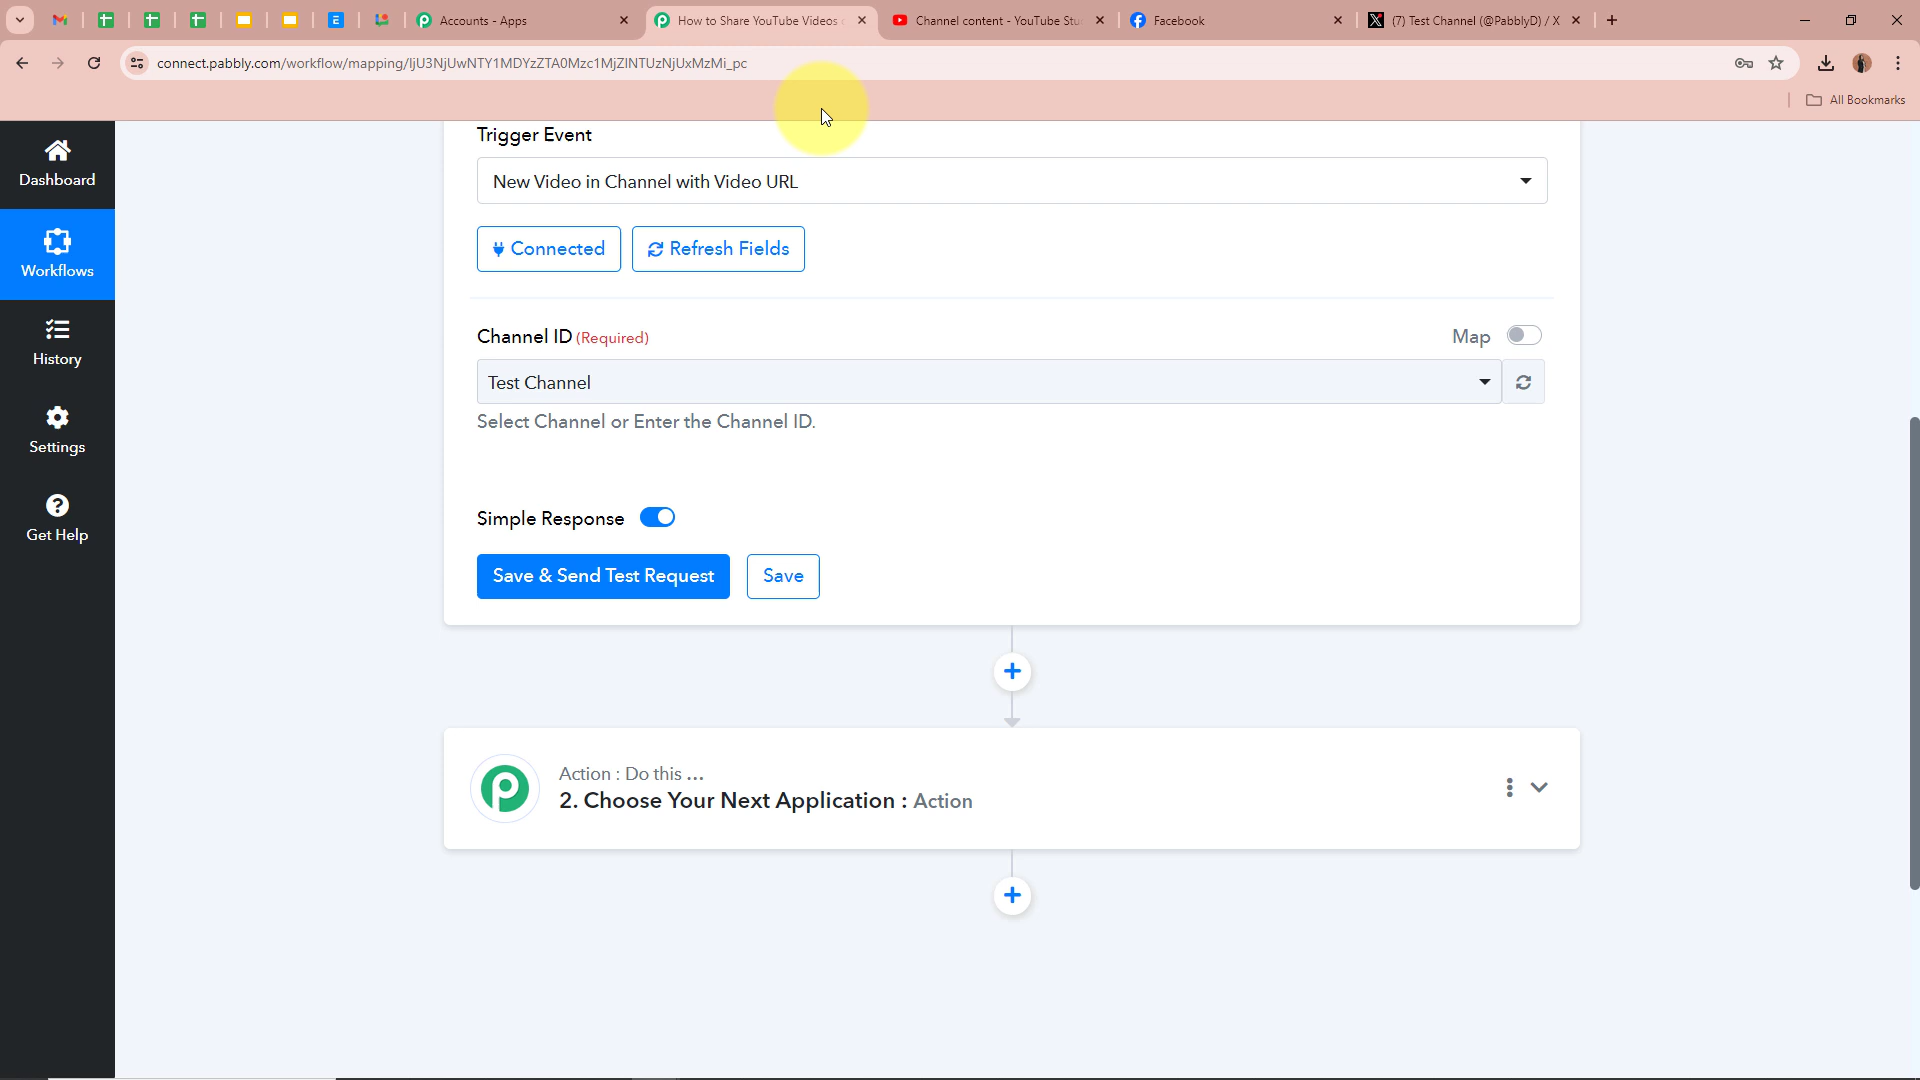 Accounts - Apps
How to Share YouTube Videos
Channel content - YouTube Stu
Facebook
(7) Test Channel (@PabblyD) / X
connect.pabbly.com/workflow/mapping/IjU3NjUwNTY1MDYzZTA0Mzc1MjZlNTUzNjUxMzMi_pc
All Bookmarks
Dashboard
Workflows
History
Settings
Get Help
Trigger Event
New Video in Channel with Video URL
Connected
Refresh Fields
Channel ID (Required)
Map
Test Channel
Select Channel or Enter the Channel ID.
Simple Response
Save & Send Test Request
Save
Action : Do this ...
2. Choose Your Next Application : Action